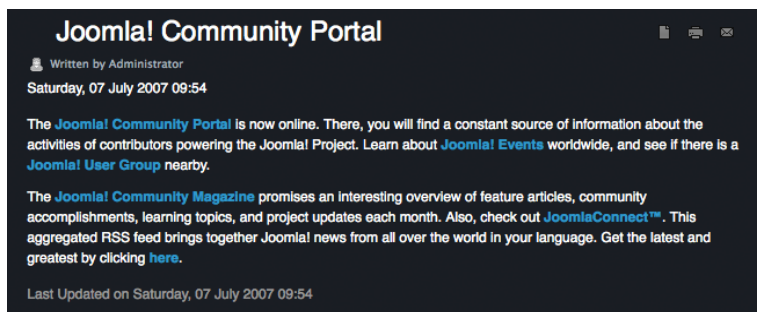 Joomla! Community Portal
Written by Administrator
Saturday, 07 July 2007 09:54
The Joomla! Community Portal is now online. There, you will find a constant source of information about the
activities of contributors powering the Joomla! Project. Learn about Joomla! Events worldwide, and see if there is a
Joomla! User Group nearby.
The Joomla! Community Magazine promises an interesting overview of feature articles, community
accomplishments, learning topics, and project updates each month. Also, check out JoomlaConnect™. This
aggregated RSS feed brings together Joomla! news from all over the world in your language. Get the latest and
greatest by clicking here.
Last Updated on Saturday, 07 July 2007 09:54